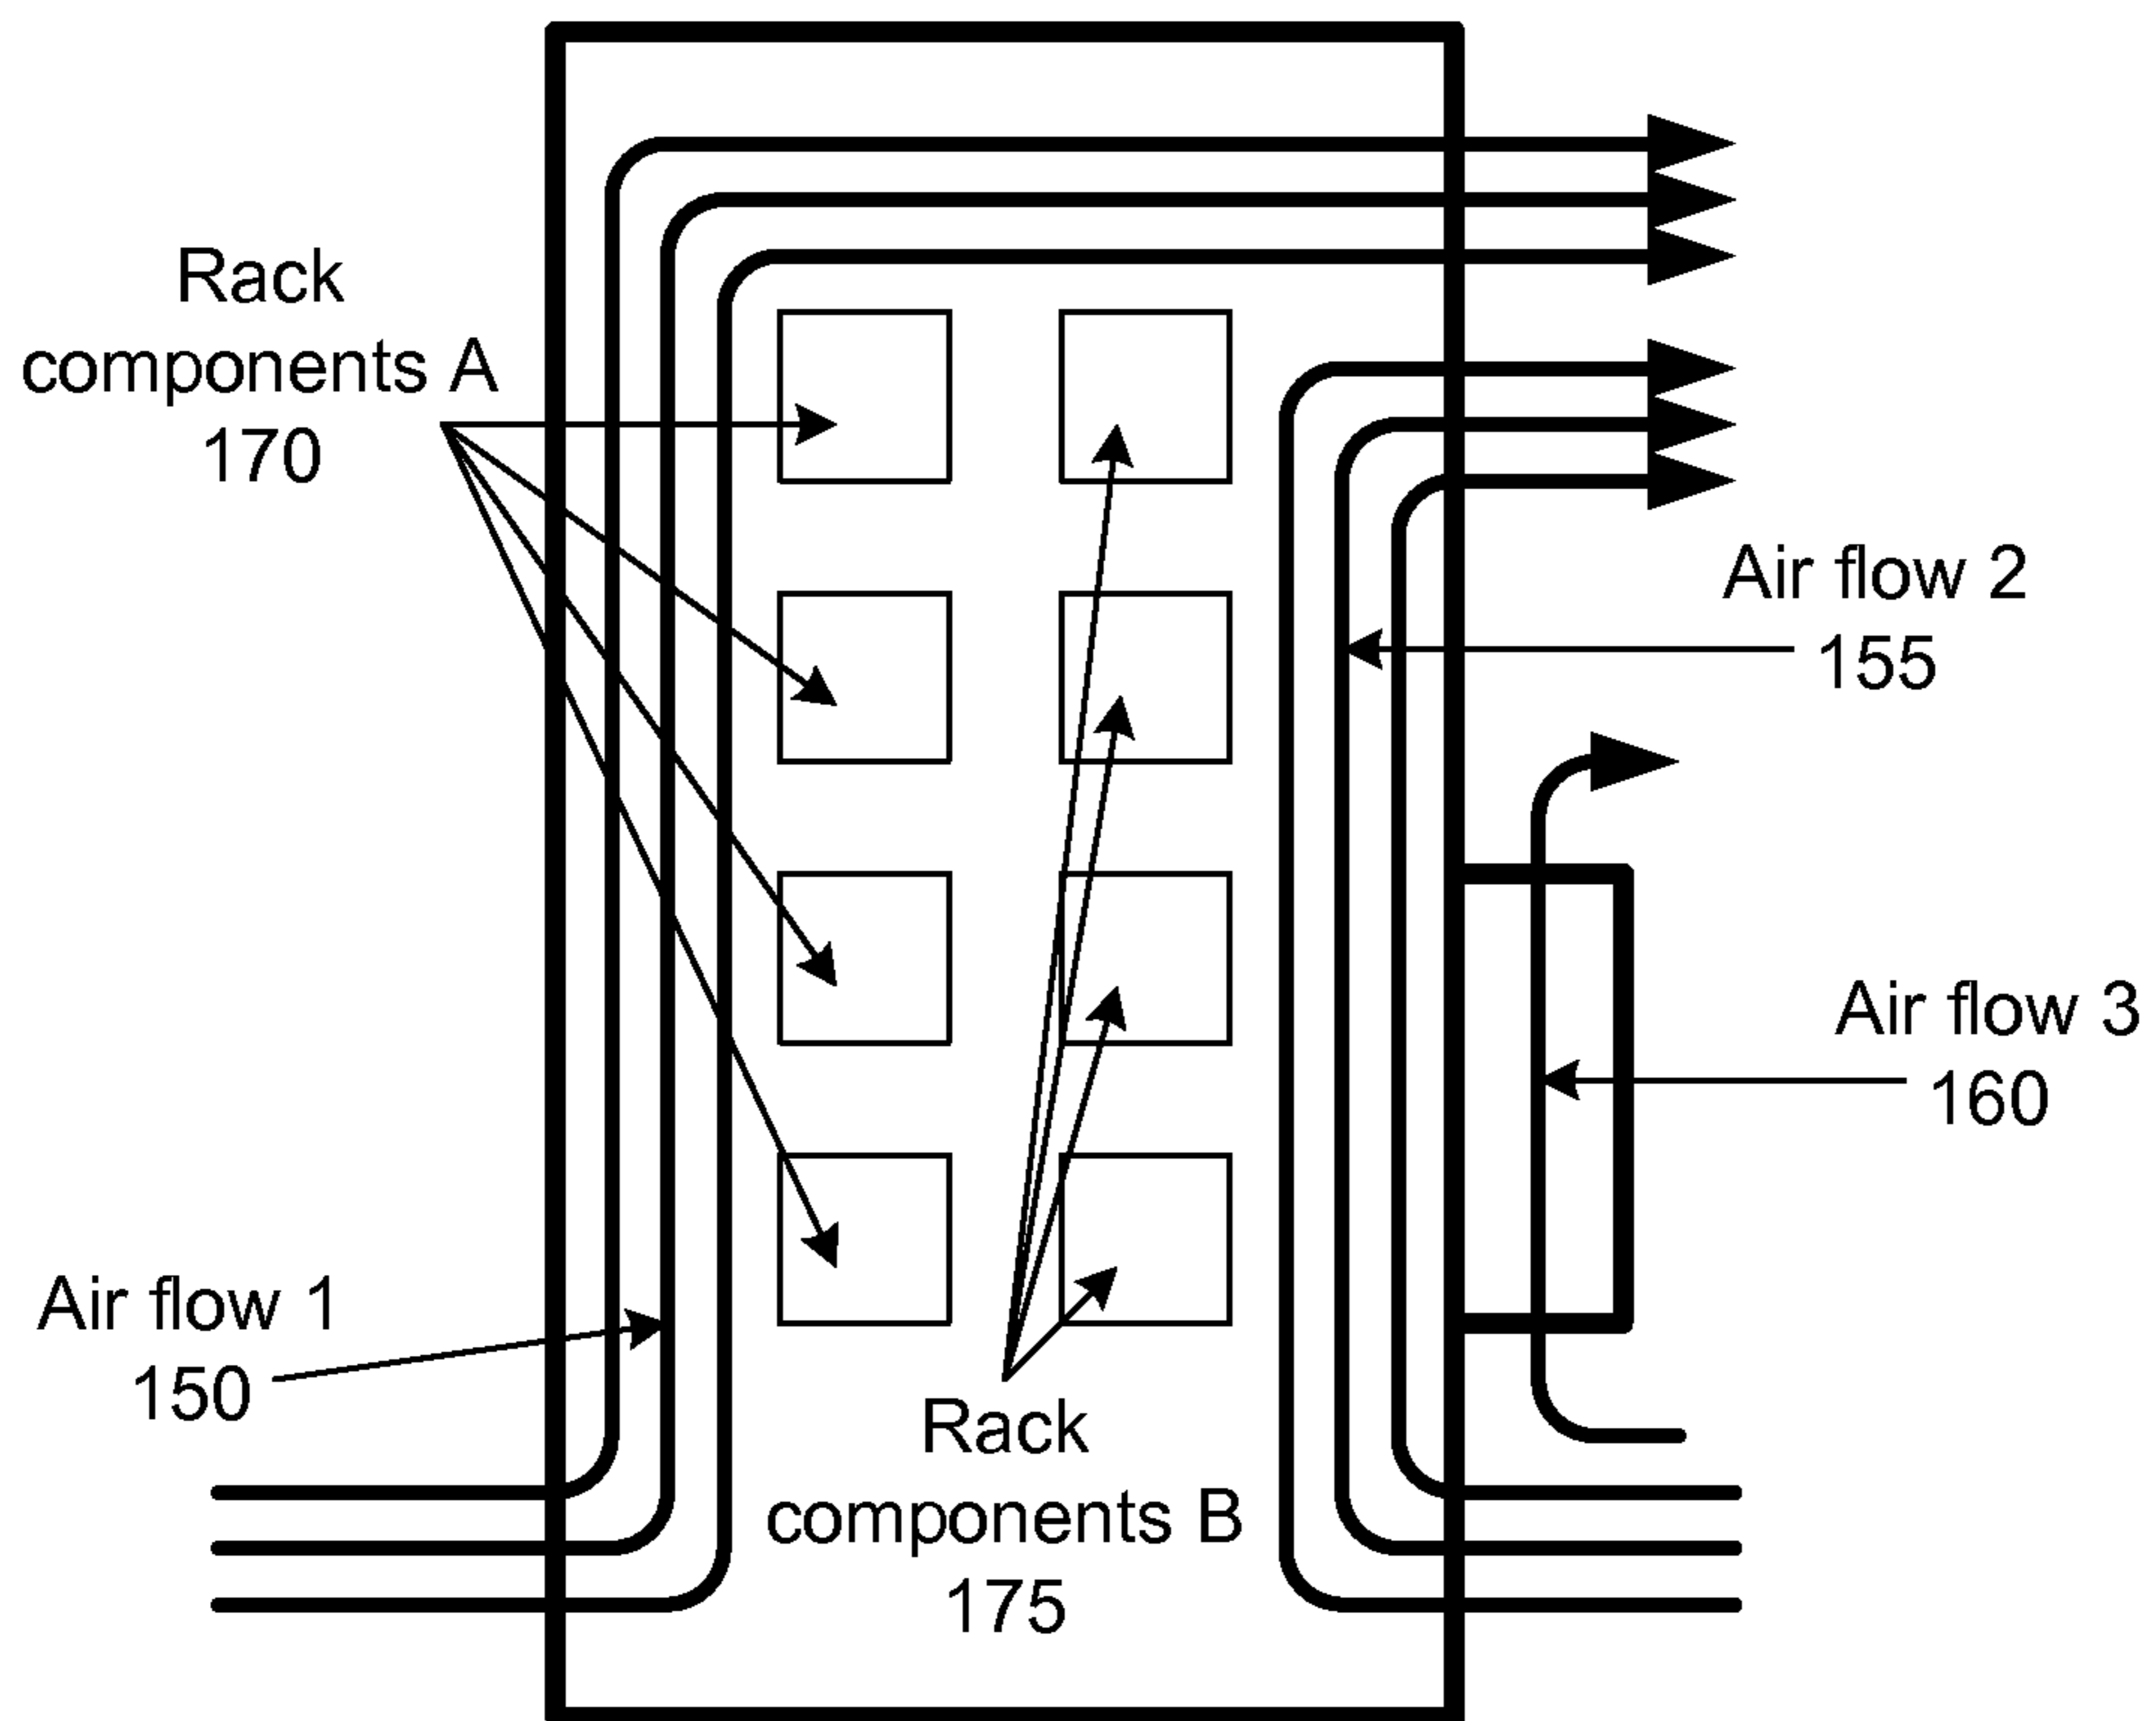 Rack
components A
170
Air flow 2
155
Air flow 3
160
Air flow 1
150
Rack
components B
175